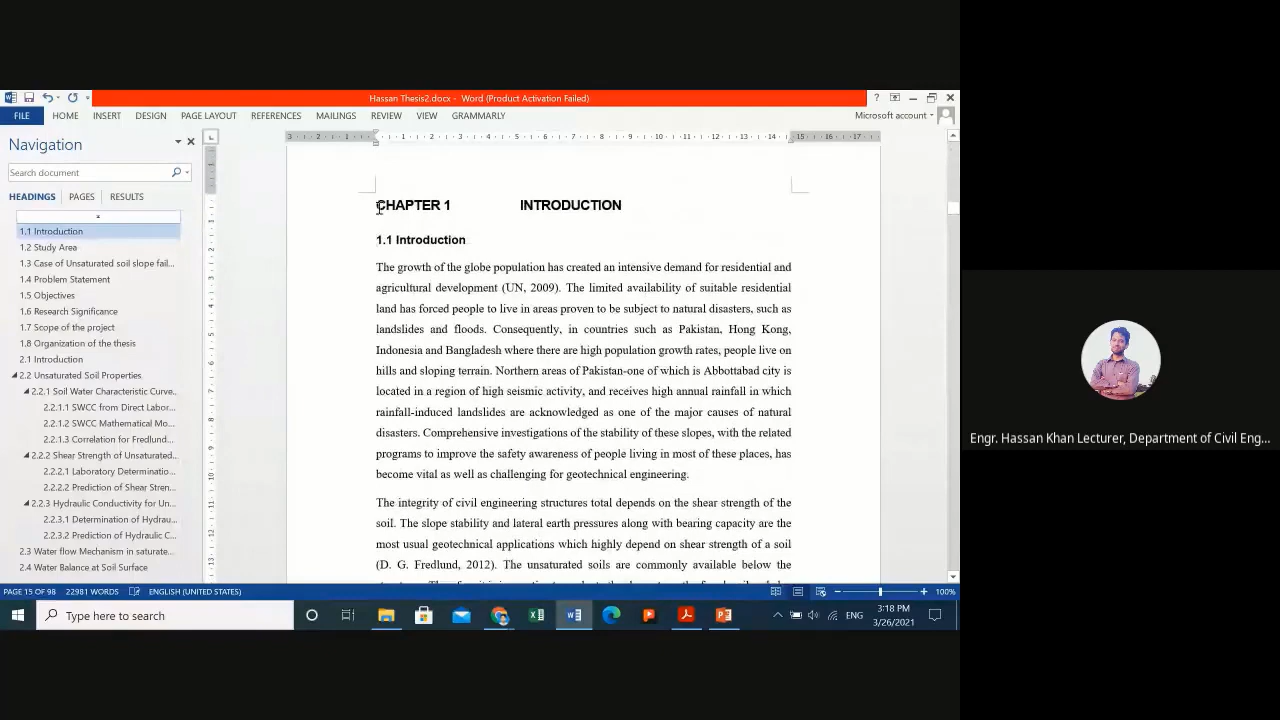 Hassan Thesis2.docx - Word (Product Activation Failed)
FILE HOME INSERT DESIGN PAGE LAYOUT REFERENCES MAILINGS REVIEW VIEW GRAMMARLY Microsoft account
Navigation
Search document
HEADINGS PAGES RESULTS
1.1 Introduction
1.2 Study Area
1.3 Case of Unsaturated soil slope fail...
1.4 Problem Statement
1.5 Objectives
1.6 Research Significance
1.7 Scope of the project
1.8 Organization of the thesis
2.1 Introduction
2.2 Unsaturated Soil Properties
2.2.1 Soil Water Characteristic Curve...
2.2.1.1 SWCC from Direct Labor...
2.2.1.2 SWCC Mathematical Mo...
2.2.1.3 Correlation for Fredlund...
2.2.2 Shear Strength of Unsaturated...
2.2.2.1 Laboratory Determinatio...
2.2.2.2 Prediction of Shear Stren...
2.2.3 Hydraulic Conductivity for Un...
2.2.3.1 Determination of Hydrau...
2.2.3.2 Prediction of Hydraulic C...
2.3 Water flow Mechanism in saturate...
2.4 Water Balance at Soil Surface
3 2 1 1 2 3 4 5 6 7 8 9 10 11 12 13 14 15 16 17
CHAPTER 1 INTRODUCTION
1.1 Introduction
The growth of the globe population has created an intensive demand for residential and
agricultural development (UN, 2009). The limited availability of suitable residential
land has forced people to live in areas proven to be subject to natural disasters, such as
landslides and floods. Consequently, in countries such as Pakistan, Hong Kong,
Indonesia and Bangladesh where there are high population growth rates, people live on
hills and sloping terrain. Northern areas of Pakistan-one of which is Abbottabad city is
located in a region of high seismic activity, and receives high annual rainfall in which
rainfall-induced landslides are acknowledged as one of the major causes of natural
disasters. Comprehensive investigations of the stability of these slopes, with the related
programs to improve the safety awareness of people living in most of these places, has
become vital as well as challenging for geotechnical engineering.
The integrity of civil engineering structures total depends on the shear strength of the
soil. The slope stability and lateral earth pressures along with bearing capacity are the
most usual geotechnical applications which highly depend on shear strength of a soil
(D. G. Fredlund, 2012). The unsaturated soils are commonly available below the
PAGE 15 OF 98 22981 WORDS ENGLISH (UNITED STATES) 100%
Type here to search
ENG
3:18 PM
3/26/2021
Engr. Hassan Khan Lecturer, Department of Civil Eng...